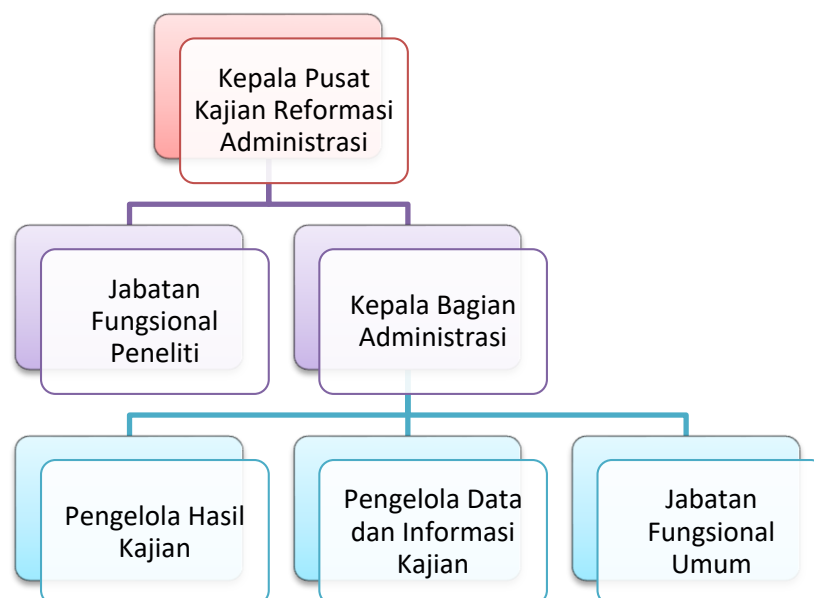 Kepala Pusat
Kajian Reformasi
Administrasi
Jabatan
Fungsional
Peneliti
Kepala Bagian
Administrasi
Pengelola Hasil
Kajian
Pengelola Data
dan Informasi
Kajian
Jabatan
Fungsional
Umum